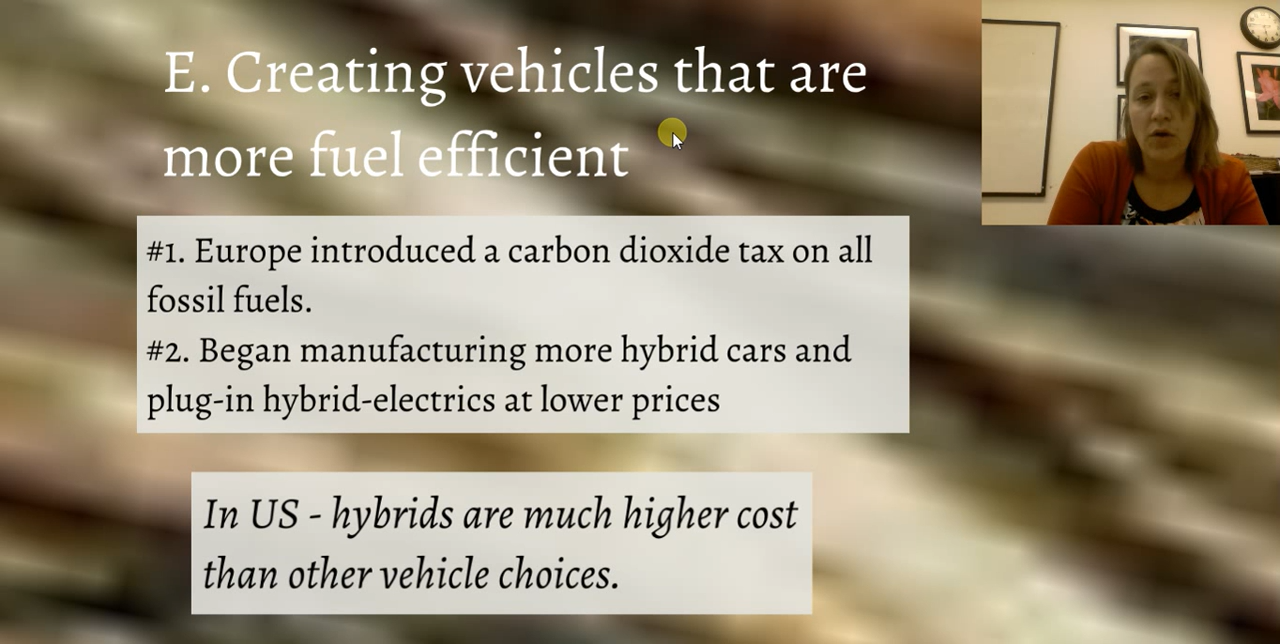 E. Creating vehicles that are
more fuel efficient
#1. Europe introduced a carbon dioxide tax on all
fossil fuels.
#2. Began manufacturing more hybrid cars and
plug-in hybrid-electrics at lower prices
In US - hybrids are much higher cost
than other vehicle choices.